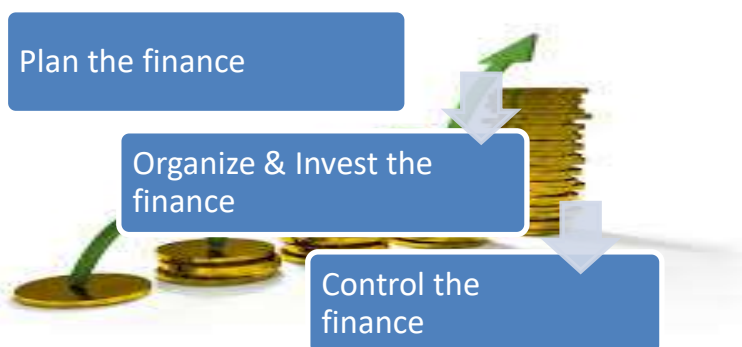 Plan the finance
Organize & Invest the
finance
Control the
finance